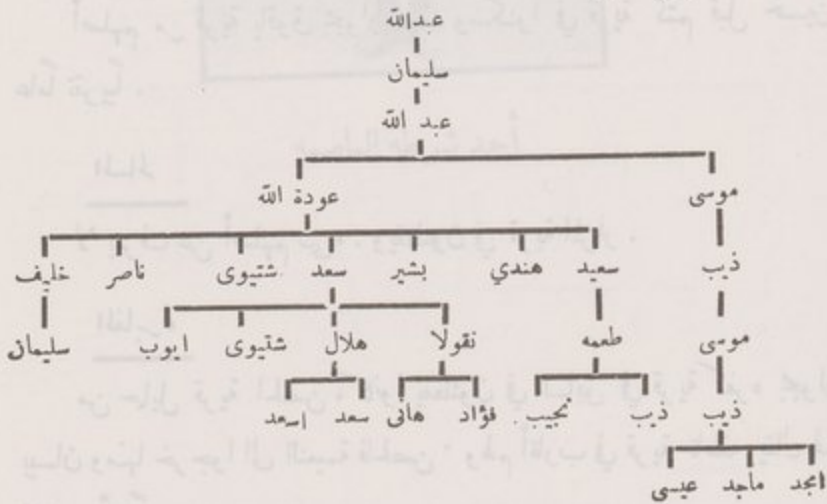 عبدالله
سليمان
عبد الله
موسى عودة الله
ذيب سعيد هندي بشير سعد شتيوى ناصر خليف
موسى طعمه نقولا هلال شتيوى ايوب سليمان
ذيب ذيب نجيب فؤاد هانى سعد اسعد
امجد ماجد عيسى